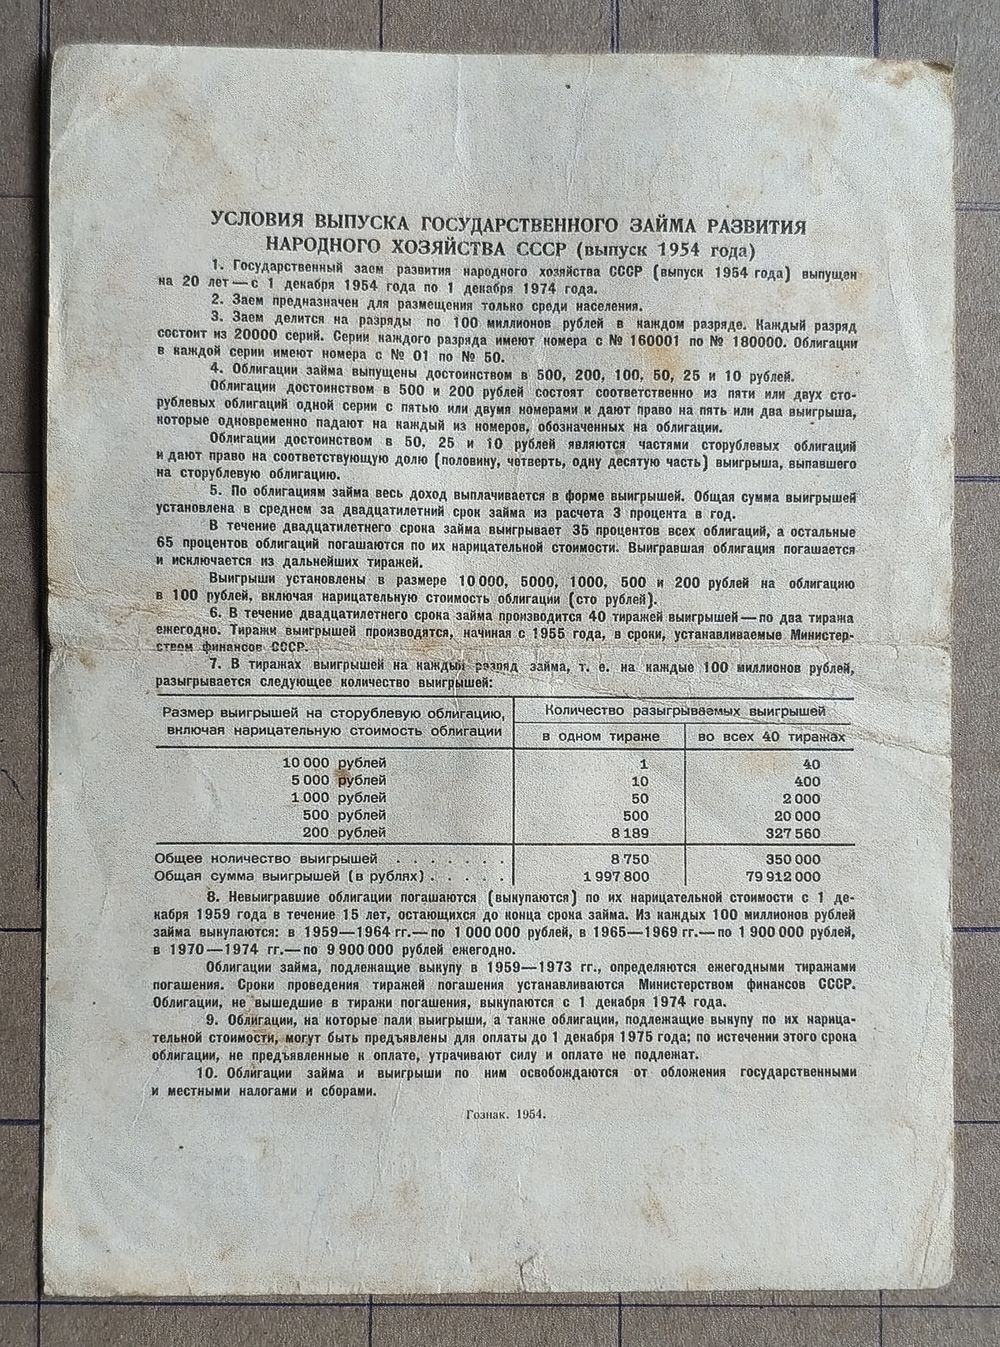 УСЛОВИЯ ВЫПУСКА ГОСУДАРСТВЕННОГО ЗАЙМА РАЗВИТИЯ
НАРОДНОГО ХОЗЯЙСТВА СССР (выпуск 1954 года)
1. Государственный заем развития народного хозяйства СССР (выпуск 1954 года) выпущен
на 20 лет — с 1 декабря 1954 года по 1 декабря 1974 года.
2. Заем предназначен для размещения только среди населения.
3. Заем делится на разряды по 100 миллионов рублей в каждом разряде. Каждый разряд
состоит из 20000 серий. Серии каждого разряда имеют номера с № 160001 по № 180000. Облигации
в каждой серии имеют номера с № 01 по № 50.
4. Облигации займа выпущены достоинством в 500, 200, 100, 50, 25 и 10 рублей.
Облигации достоинством в 500 и 200 рублей состоят соответственно из пяти или двух сто-
рублевых облигаций одной серии с пятью или двумя номерами и дают право на пять или два выигрыша,
которые одновременно падают на каждый из номеров, обозначенных на облигации.
Облигации достоинством в 50, 25 и 10 рублей являются частями сторублевых облигаций
и дают право на соответствующую долю (половину, четверть, одну десятую часть) выигрыша, выпавшего
на сторублевую облигацию.
5. По облигациям займа весь доход выплачивается в форме выигрышей. Общая сумма выигрышей
установлена в среднем за двадцатилетний срок займа из расчета 3 процента в год.
В течение двадцатилетнего срока займа выигрывает 35 процентов всех облигаций, а остальные
65 процентов облигаций погашаются по их нарицательной стоимости. Выигравшая облигация погашается
и исключается из дальнейших тиражей.
Выигрыши установлены в размере 10 000, 5000, 1000, 500 и 200 рублей на облигацию
в 100 рублей, включая нарицательную стоимость облигации (сто рублей).
6. В течение двадцатилетнего срока займа производится 40 тиражей выигрышей — по два тиража
ежегодно. Тиражи выигрышей производятся, начиная с 1955 года, в сроки, устанавливаемые Министер-
ством финансов СССР.
7. В тиражах выигрышей на каждый разряд займа, т. е. на каждые 100 миллионов рублей,
разыгрывается следующее количество выигрышей:
Размер выигрышей на сторублевую облигацию, включая нарицательную стоимость облигации
Количество разыгрываемых выигрышей
в одном тираже во всех 40 тиражах
10 000 рублей 1 40
5 000 рублей 10 400
1 000 рублей 50 2 000
500 рублей 500 20 000
200 рублей 8 189 327 560
Общее количество выигрышей . . . . . . . 8 750 350 000
Общая сумма выигрышей (в рублях) . . . . . 1 997 800 79 912 000
8. Невыигравшие облигации погашаются (выкупаются) по их нарицательной стоимости с 1 де-
кабря 1959 года в течение 15 лет, остающихся до конца срока займа. Из каждых 100 миллионов рублей
займа выкупаются: в 1959—1964 гг.—по 1 000 000 рублей, в 1965—1969 гг.—по 1 900 000 рублей,
в 1970—1974 гг.—по 9 900 000 рублей ежегодно.
Облигации займа, подлежащие выкупу в 1959—1973 гг., определяются ежегодными тиражами
погашения. Сроки проведения тиражей погашения устанавливаются Министерством финансов СССР.
Облигации, не вышедшие в тиражи погашения, выкупаются с 1 декабря 1974 года.
9. Облигации, на которые пали выигрыши, а также облигации, подлежащие выкупу по их нарица-
тельной стоимости, могут быть предъявлены для оплаты до 1 декабря 1975 года; по истечении этого срока
облигации, не предъявленные к оплате, утрачивают силу и оплате не подлежат.
10. Облигации займа и выигрыши по ним освобождаются от обложения государственными
и местными налогами и сборами.
Гознак. 1954.